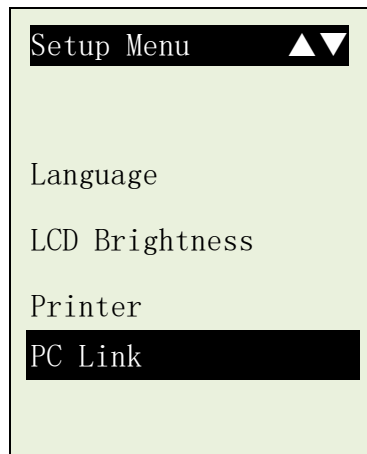 Setup Menu ▲▼
Language
LCD Brightness
Printer
PC Link